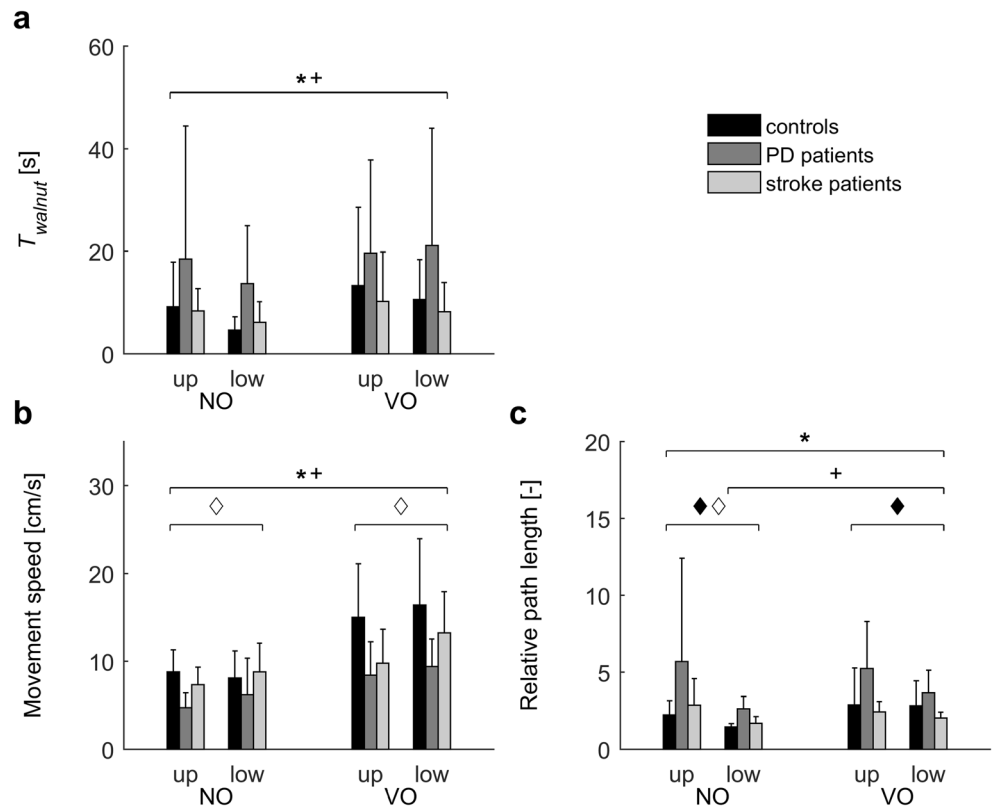 a
60
40
20
0
T_walnut [s]
* +
up low up low
NO VO
controls
PD patients
stroke patients
b
30
20
10
0
Movement speed [cm/s]
* +
◇ ◇
up low up low
NO VO
c
20
15
10
5
0
Relative path length [-]
*
+
◆ ◇ ◆
up low up low
NO VO